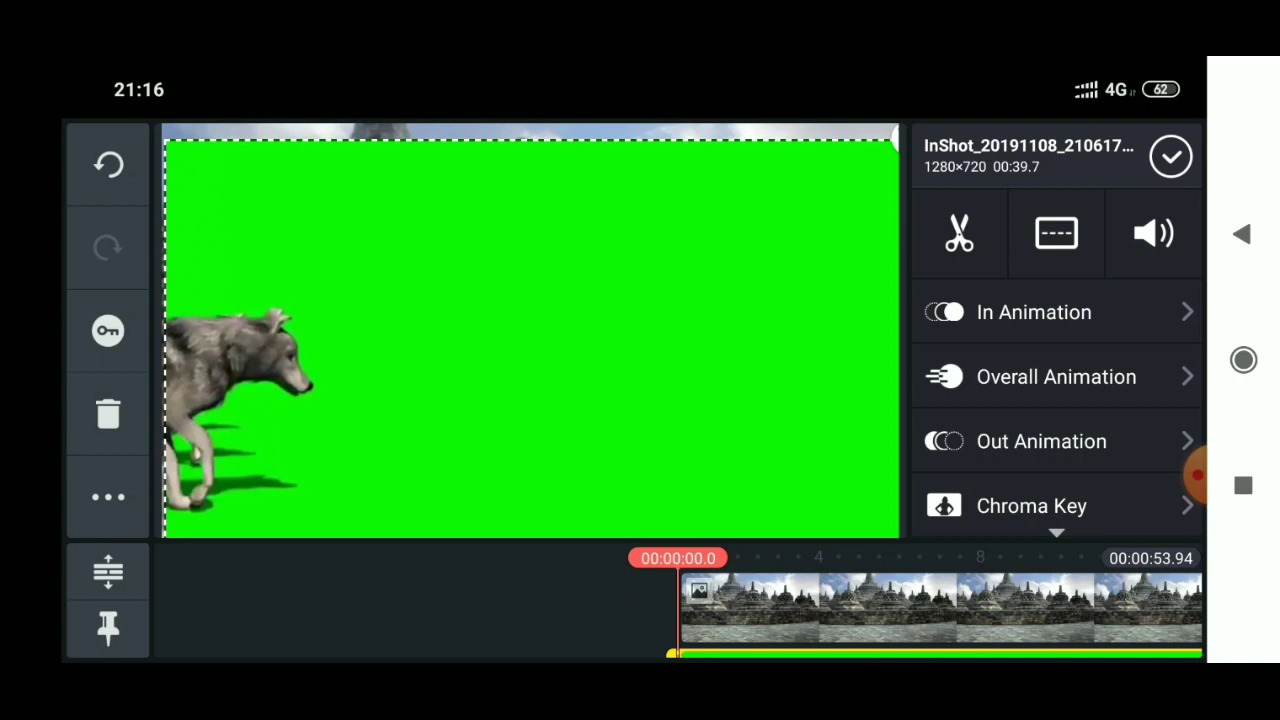 21:16
4G
62
InShot_20191108_210617...
1280×720 00:39.7
In Animation
Overall Animation
Out Animation
Chroma Key
00:00:00.0
4
8
00:00:53.94